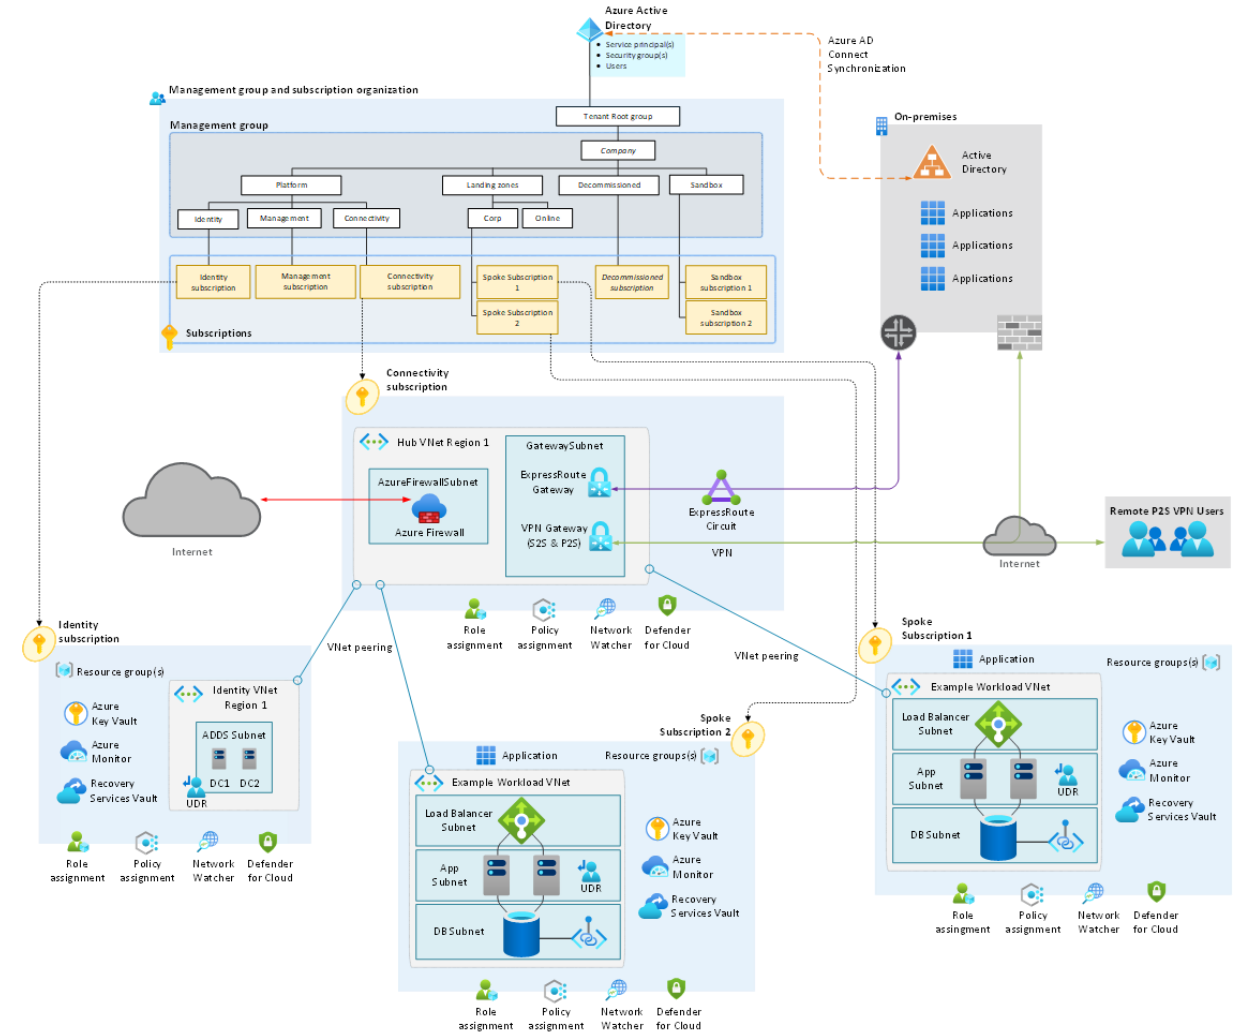 Azure Active
Directory
Service principal(s)
Security group(s)
Users
Azure AD
Connect
Synchronization
Management group and subscription organization
Management group
Tenant Root group
Company
Platform
Landing zones
Decommissioned
Sandbox
Identity
Management
Connectivity
Corp
Online
Identity
subscription
Management
subscription
Connectivity
subscription
Spoke Subscription
1
Spoke Subscription
2
Decommissioned
subscription
Sandbox
subscription 1
Sandbox
subscription 2
Subscriptions
On-premises
Active
Directory
Applications
Applications
Applications
Connectivity
subscription
Hub VNet Region 1
AzureFirewallSubnet
Azure Firewall
GatewaySubnet
ExpressRoute
Gateway
VPN Gateway
(S2S & P2S)
ExpressRoute
Circuit
VPN
Internet
Internet
Remote P2S VPN Users
Role
assignment
Policy
assignment
Network
Watcher
Defender
for Cloud
VNet peering
VNet peering
Identity
subscription
Resource group(s)
Azure
Key Vault
Azure
Monitor
Recovery
Services Vault
Identity VNet
Region 1
ADDS Subnet
DC1
DC2
UDR
Role
assignment
Policy
assignment
Network
Watcher
Defender
for Cloud
Spoke
Subscription 2
Application
Resource groups(s)
Example Workload VNet
Load Balancer
Subnet
App
Subnet
UDR
DB Subnet
Azure
Key Vault
Azure
Monitor
Recovery
Services Vault
Role
assignment
Policy
assignment
Network
Watcher
Defender
for Cloud
Spoke
Subscription 1
Application
Resource groups(s)
Example Workload VNet
Load Balancer
Subnet
App
Subnet
UDR
DB Subnet
Azure
Key Vault
Azure
Monitor
Recovery
Services Vault
Role
assingment
Policy
assignment
Network
Watcher
Defender
for Cloud